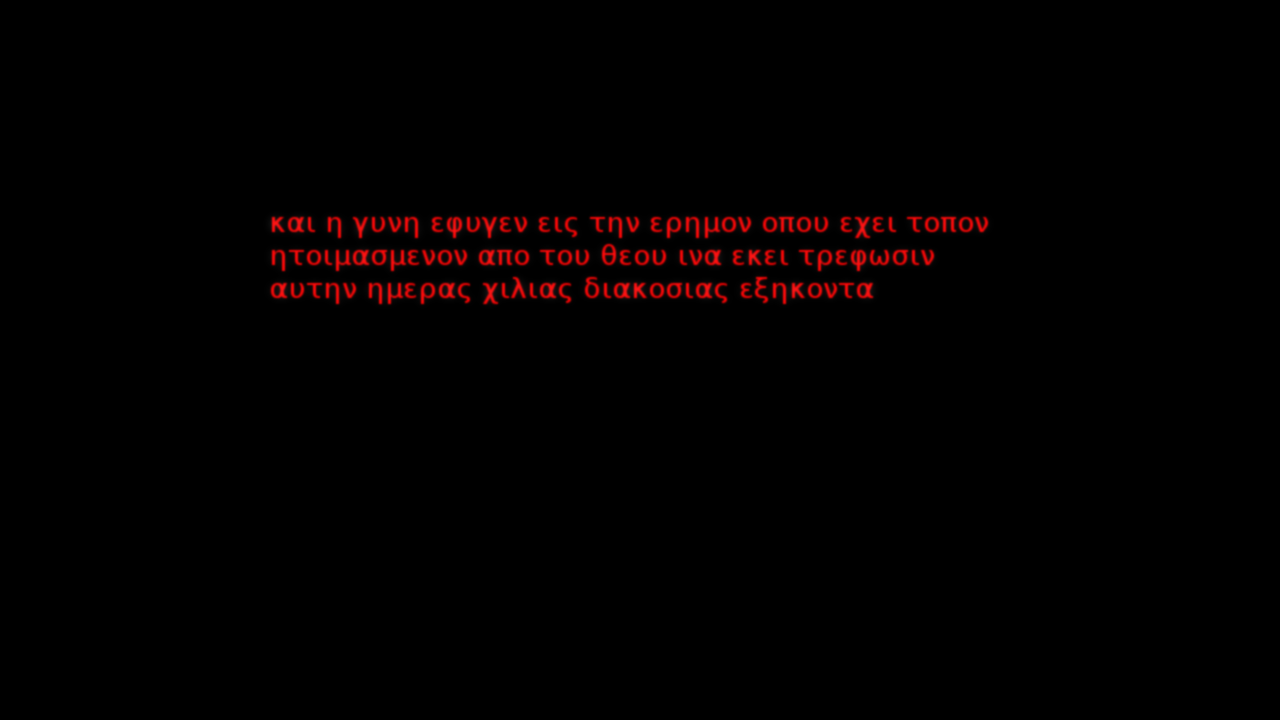 και η γυνη εφυγεν εις την ερημον οπου εχει τοπον
ητοιμασμενον απο του θεου ινα εκει τρεφωσιν
αυτην ημερας χιλιας διακοσιας εξηκοντα